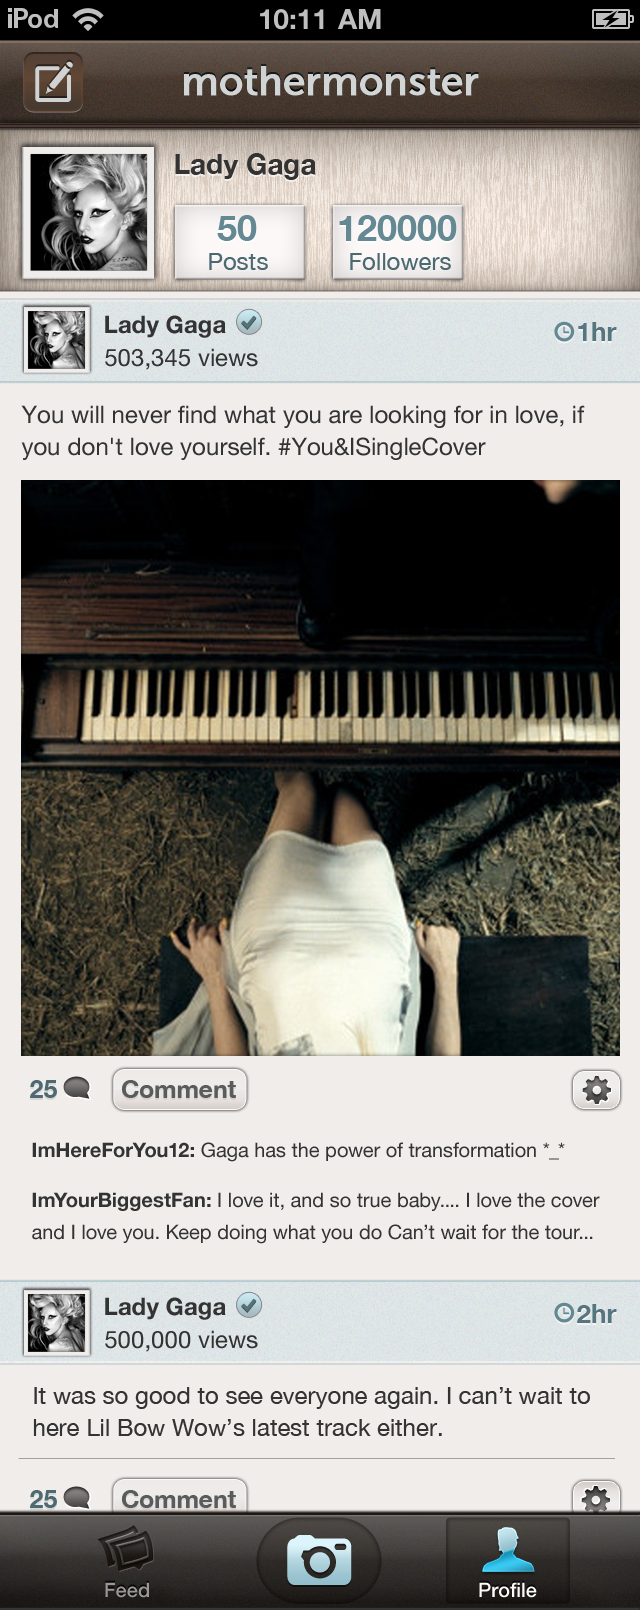 iPod 10:11 AM
mothermonster
Lady Gaga
50 120000
Posts Followers
Lady Gaga 1hr
503,345 views
You will never find what you are looking for in love, if
you don't love yourself. #You&ISingleCover
25 Comment
ImHereForYou12: Gaga has the power of transformation *_*
ImYourBiggestFan: I love it, and so true baby.... I love the cover
and I love you. Keep doing what you do Can’t wait for the tour...
Lady Gaga 2hr
500,000 views
It was so good to see everyone again. I can’t wait to
here Lil Bow Wow’s latest track either.
25 Comment
Feed Profile